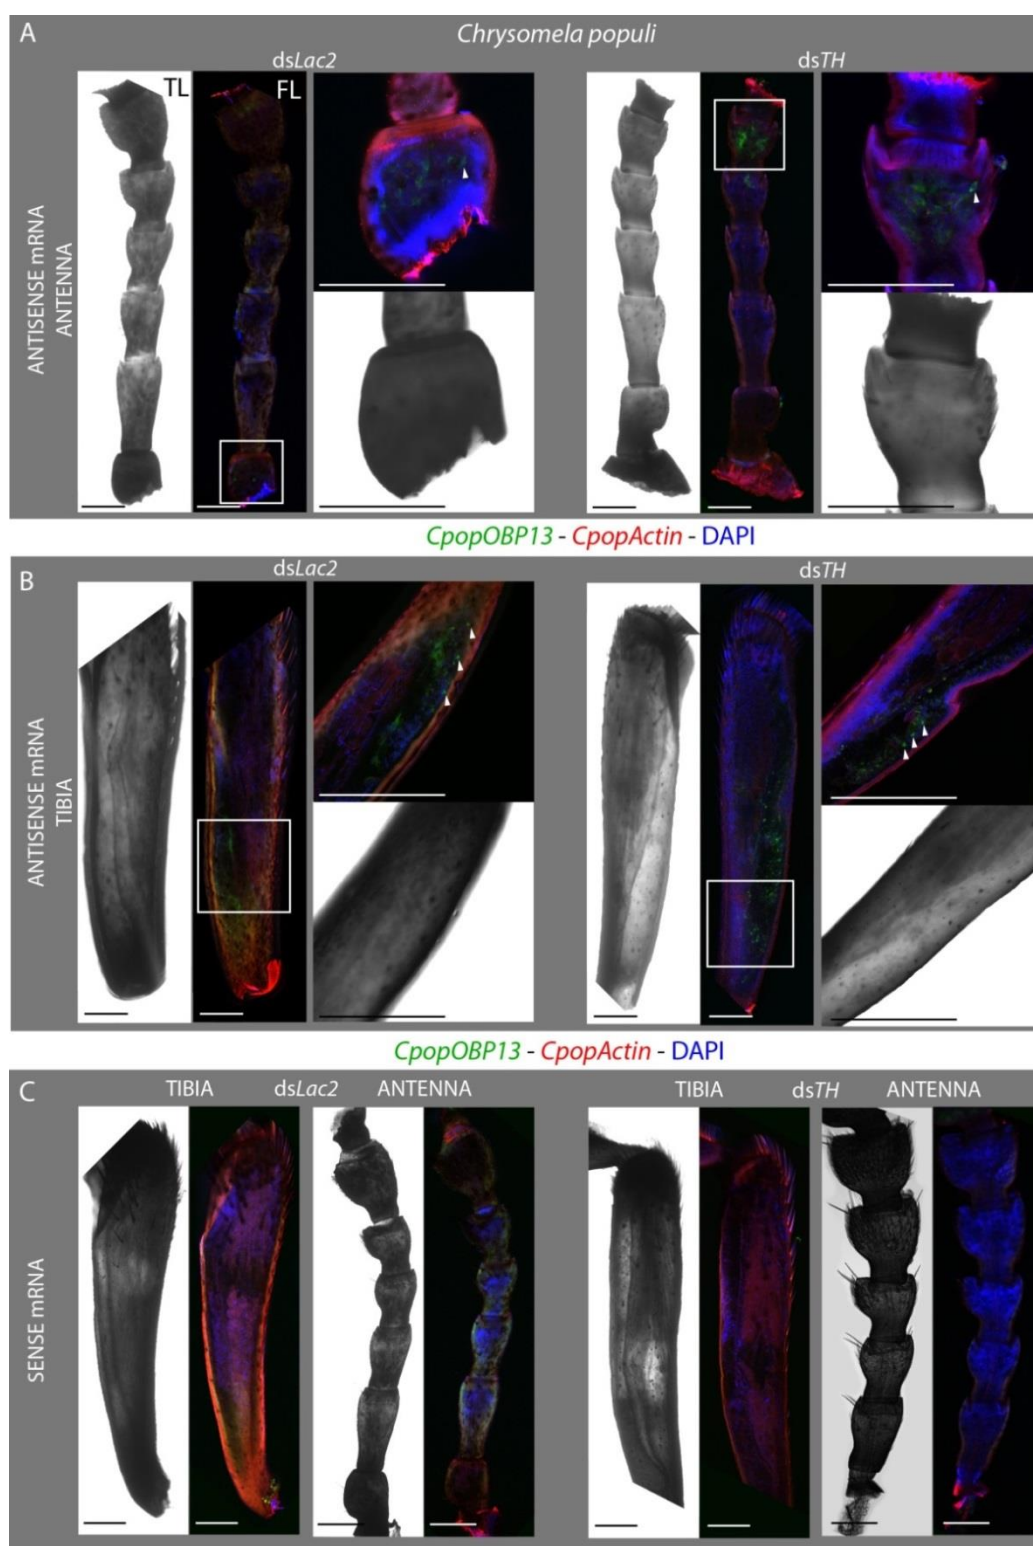 A
Chrysomela populi
dsLac2
dsTH
TL
FL
ANTISENSE mRNA
ANTENNA
CpopOBP13 - CpopActin - DAPI
B
dsLac2
dsTH
ANTISENSE mRNA
TIBIA
CpopOBP13 - CpopActin - DAPI
C
TIBIA dsLac2 ANTENNA
TIBIA dsTH ANTENNA
SENSE mRNA